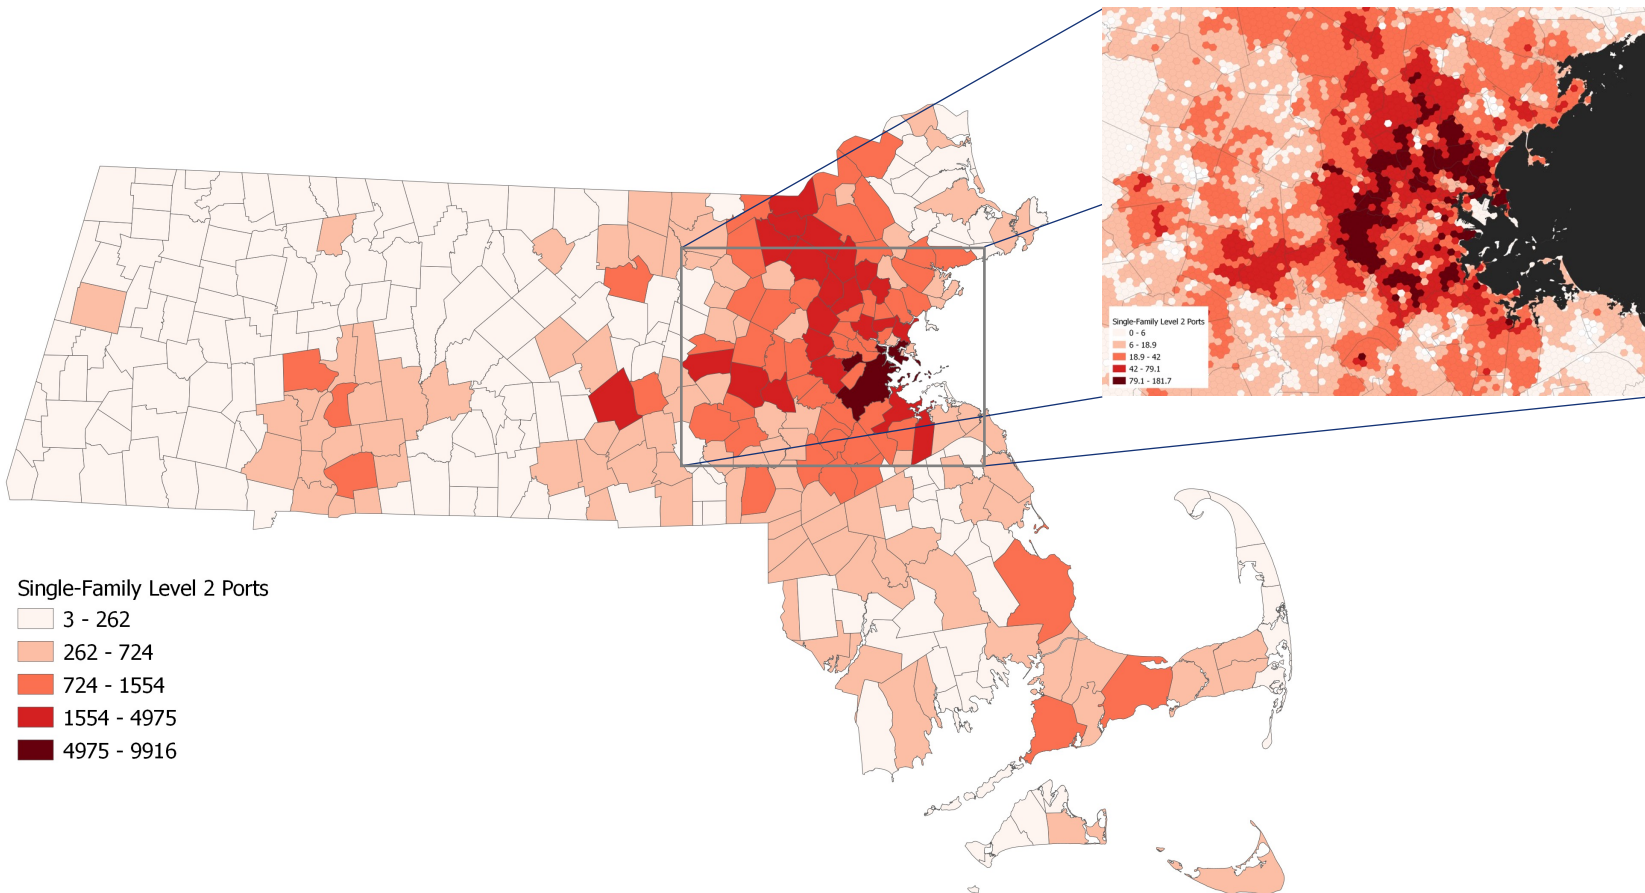 Single-Family Level 2 Ports
0 - 6
6 - 18.9
18.9 - 42
42 - 79.1
79.1 - 181.7
Single-Family Level 2 Ports
3 - 262
262 - 724
724 - 1554
1554 - 4975
4975 - 9916